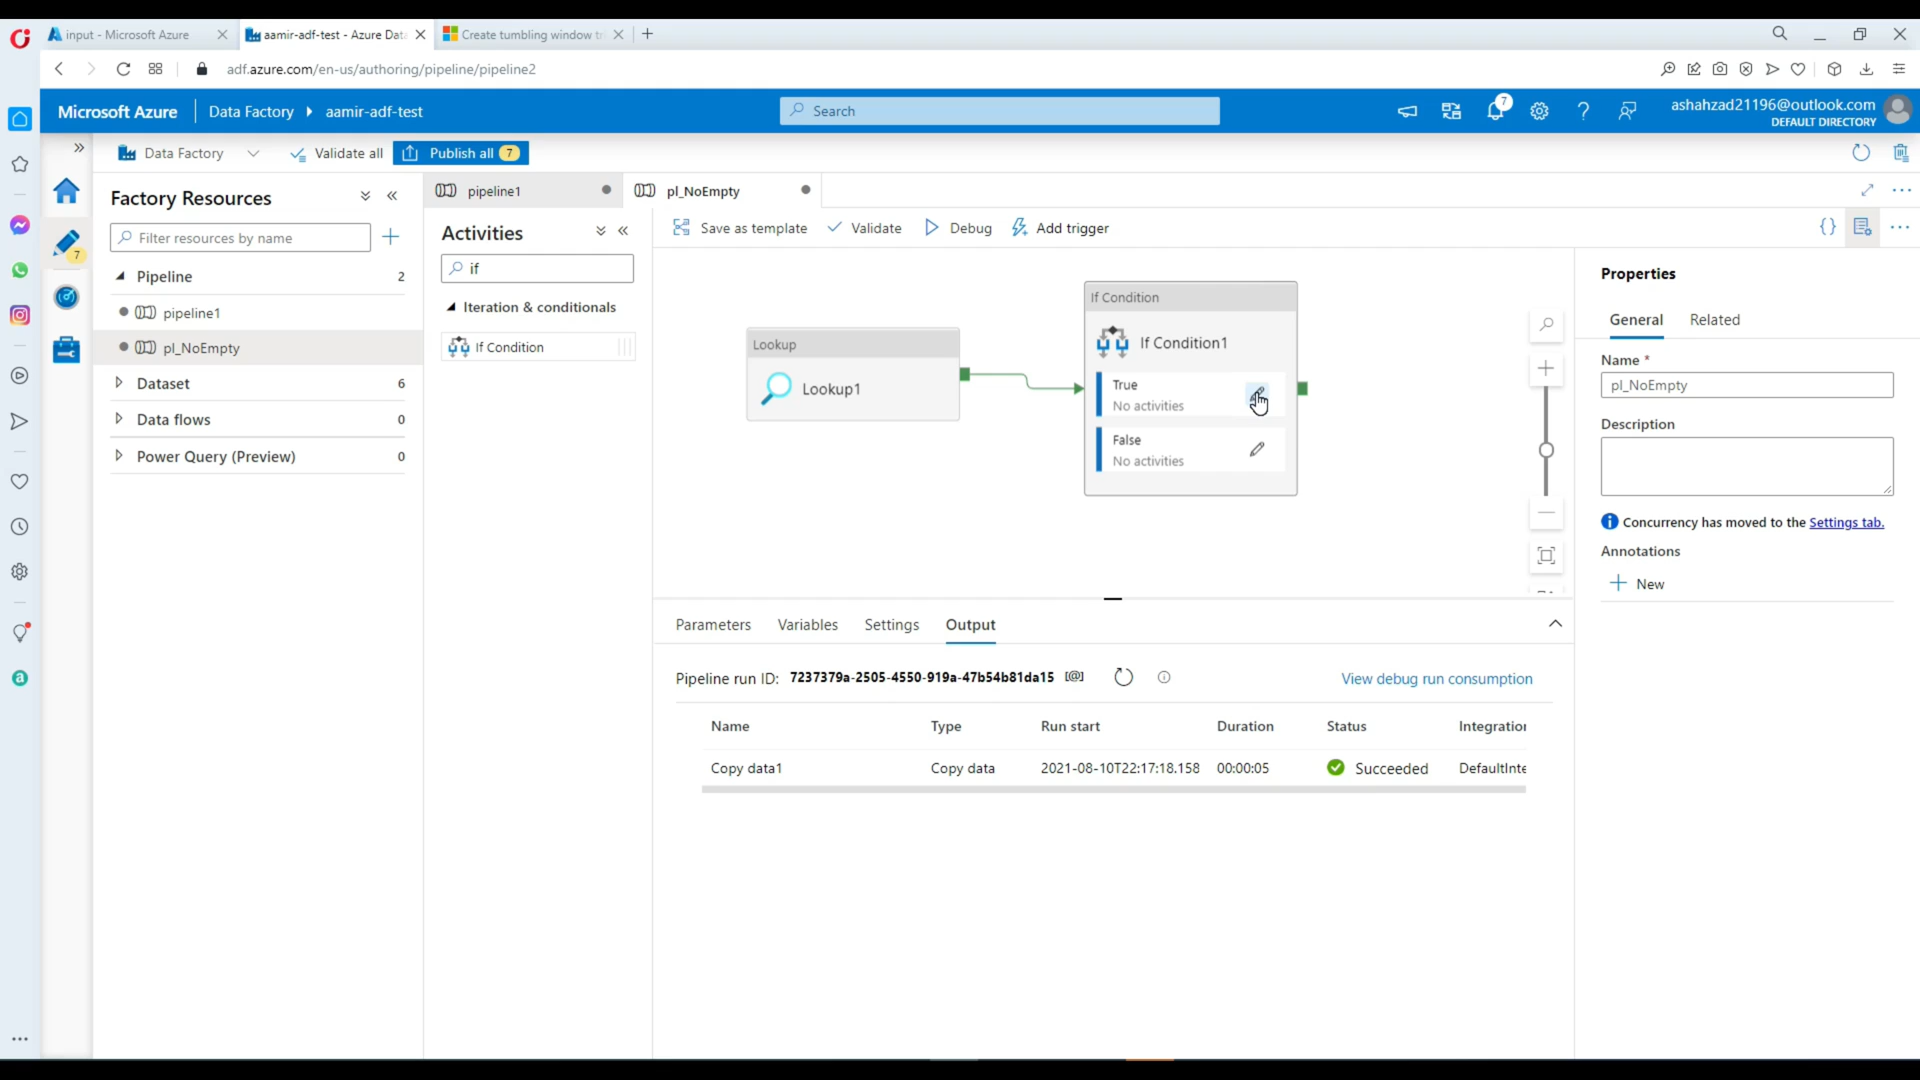 input - Microsoft Azure
aamir-adf-test - Azure Data
Create tumbling window tr
adf.azure.com/en-us/authoring/pipeline/pipeline2
Microsoft Azure
Data Factory
aamir-adf-test
Search
7
ashahzad21196@outlook.com
DEFAULT DIRECTORY
Data Factory
Validate all
Publish all 7
Factory Resources
Filter resources by name
7
Pipeline 2
pipeline1
pl_NoEmpty
Dataset 6
Data flows 0
Power Query (Preview) 0
pipeline1
pl_NoEmpty
Activities
if
Iteration & conditionals
If Condition
Save as template
Validate
Debug
Add trigger
Lookup
Lookup1
If Condition
If Condition1
True
No activities
False
No activities
Parameters
Variables
Settings
Output
Pipeline run ID: 7237379a-2505-4550-919a-47b54b81da15
View debug run consumption
Name Type Run start Duration Status Integration
Copy data1 Copy data 2021-08-10T22:17:18.158 00:00:05 Succeeded DefaultInte
Properties
General
Related
Name *
pl_NoEmpty
Description
Concurrency has moved to the Settings tab.
Annotations
New